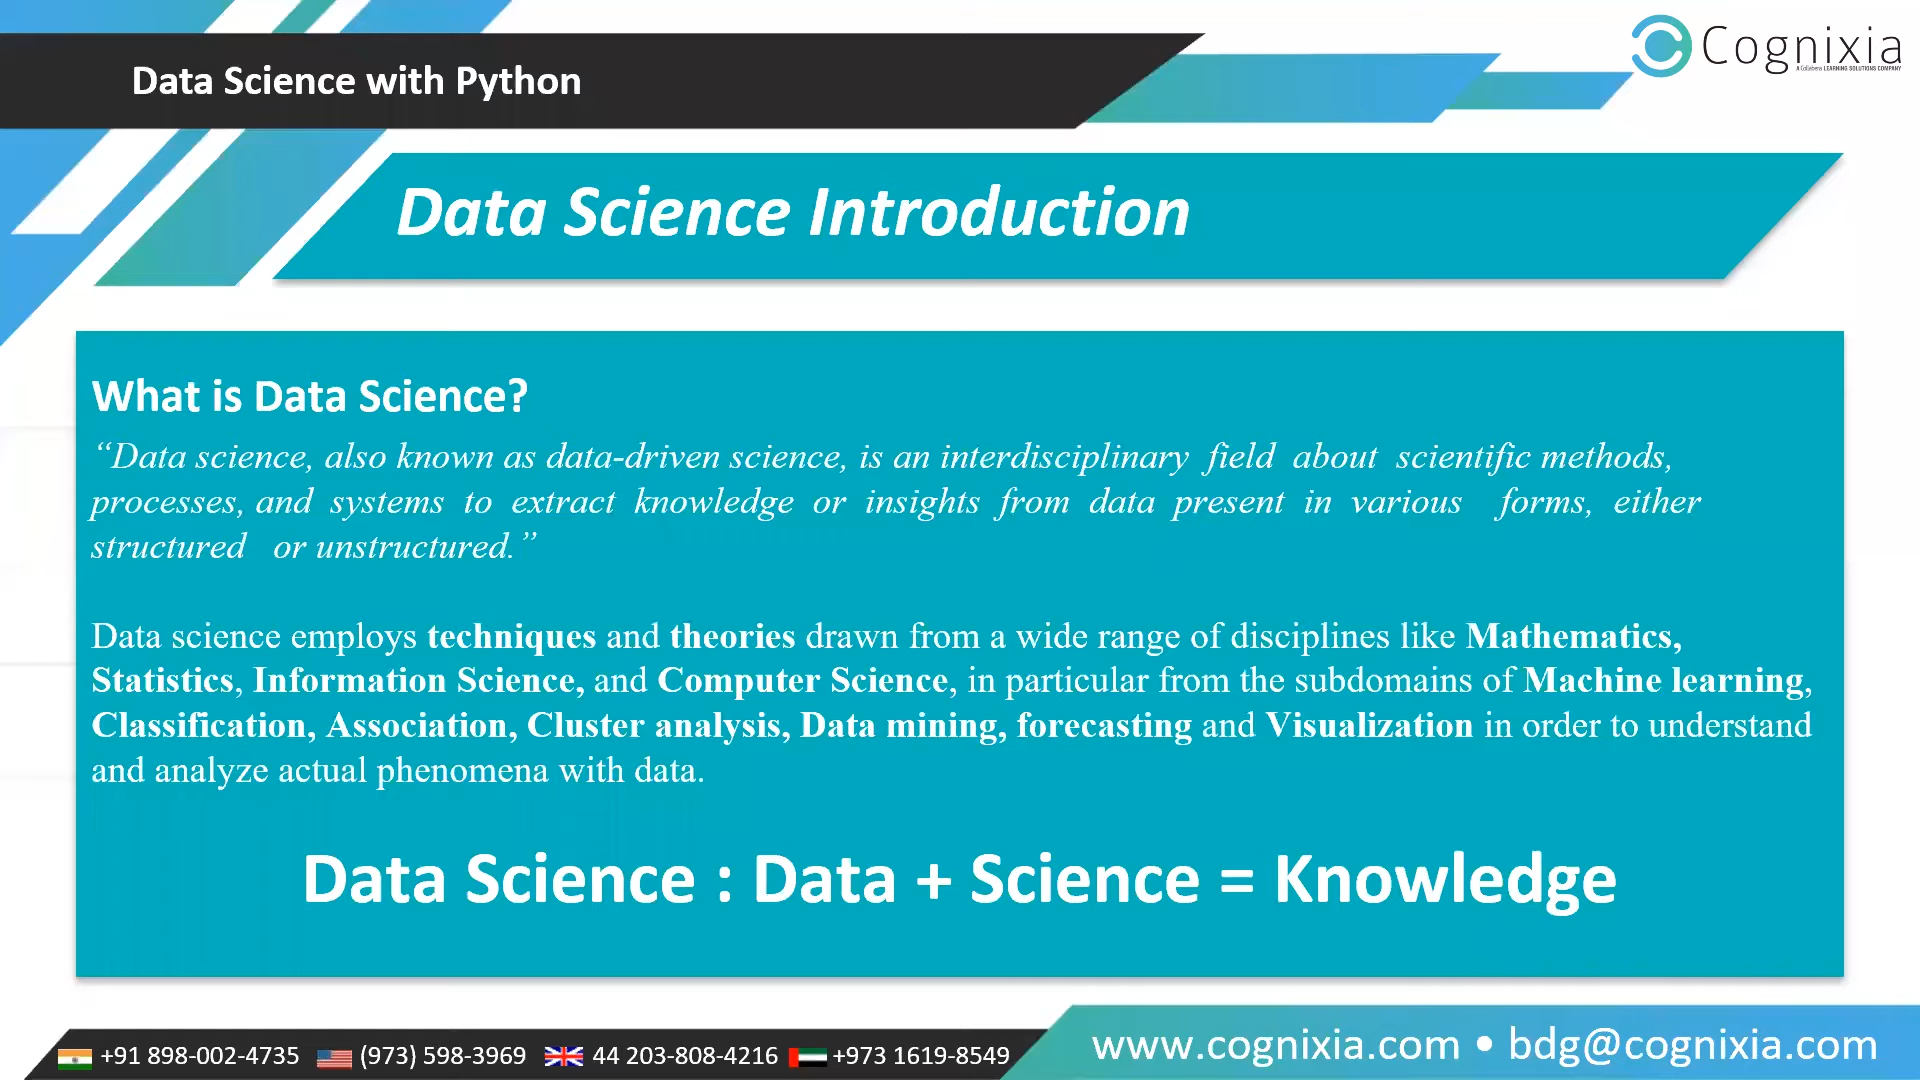 Cognixia
A Collabera LEARNING SOLUTIONS COMPANY
Data Science with Python
Data Science Introduction
What is Data Science?
“Data science, also known as data-driven science, is an interdisciplinary field about scientific methods,
processes, and systems to extract knowledge or insights from data present in various forms, either
structured or unstructured.”
Data science employs techniques and theories drawn from a wide range of disciplines like Mathematics,
Statistics, Information Science, and Computer Science, in particular from the subdomains of Machine learning,
Classification, Association, Cluster analysis, Data mining, forecasting and Visualization in order to understand
and analyze actual phenomena with data.
Data Science : Data + Science = Knowledge
+91 898-002-4735 (973) 598-3969 44 203-808-4216 +973 1619-8549
www.cognixia.com • bdg@cognixia.com